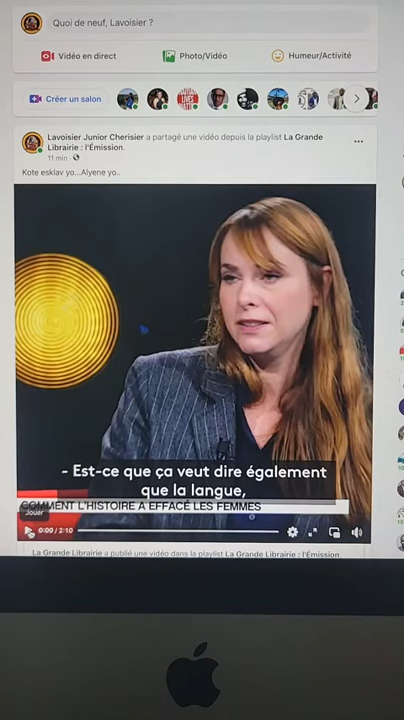 Quoi de neuf, Lavoisier ?
Vidéo en direct
Photo/Vidéo
Humeur/Activité
Créer un salon
Lavoisier Junior Cherisier a partagé une vidéo depuis la playlist La Grande
Librairie : l'Émission.
11 min ·
Kote esklav yo...Alyene yo..
- Est-ce que ça veut dire également
que la langue,
COMMENT L'HISTOIRE A EFFACÉ LES FEMMES
Jouer
0:00 / 2:10
La Grande Librairie a publié une vidéo dans la playlist La Grande Librairie : l'Émission.